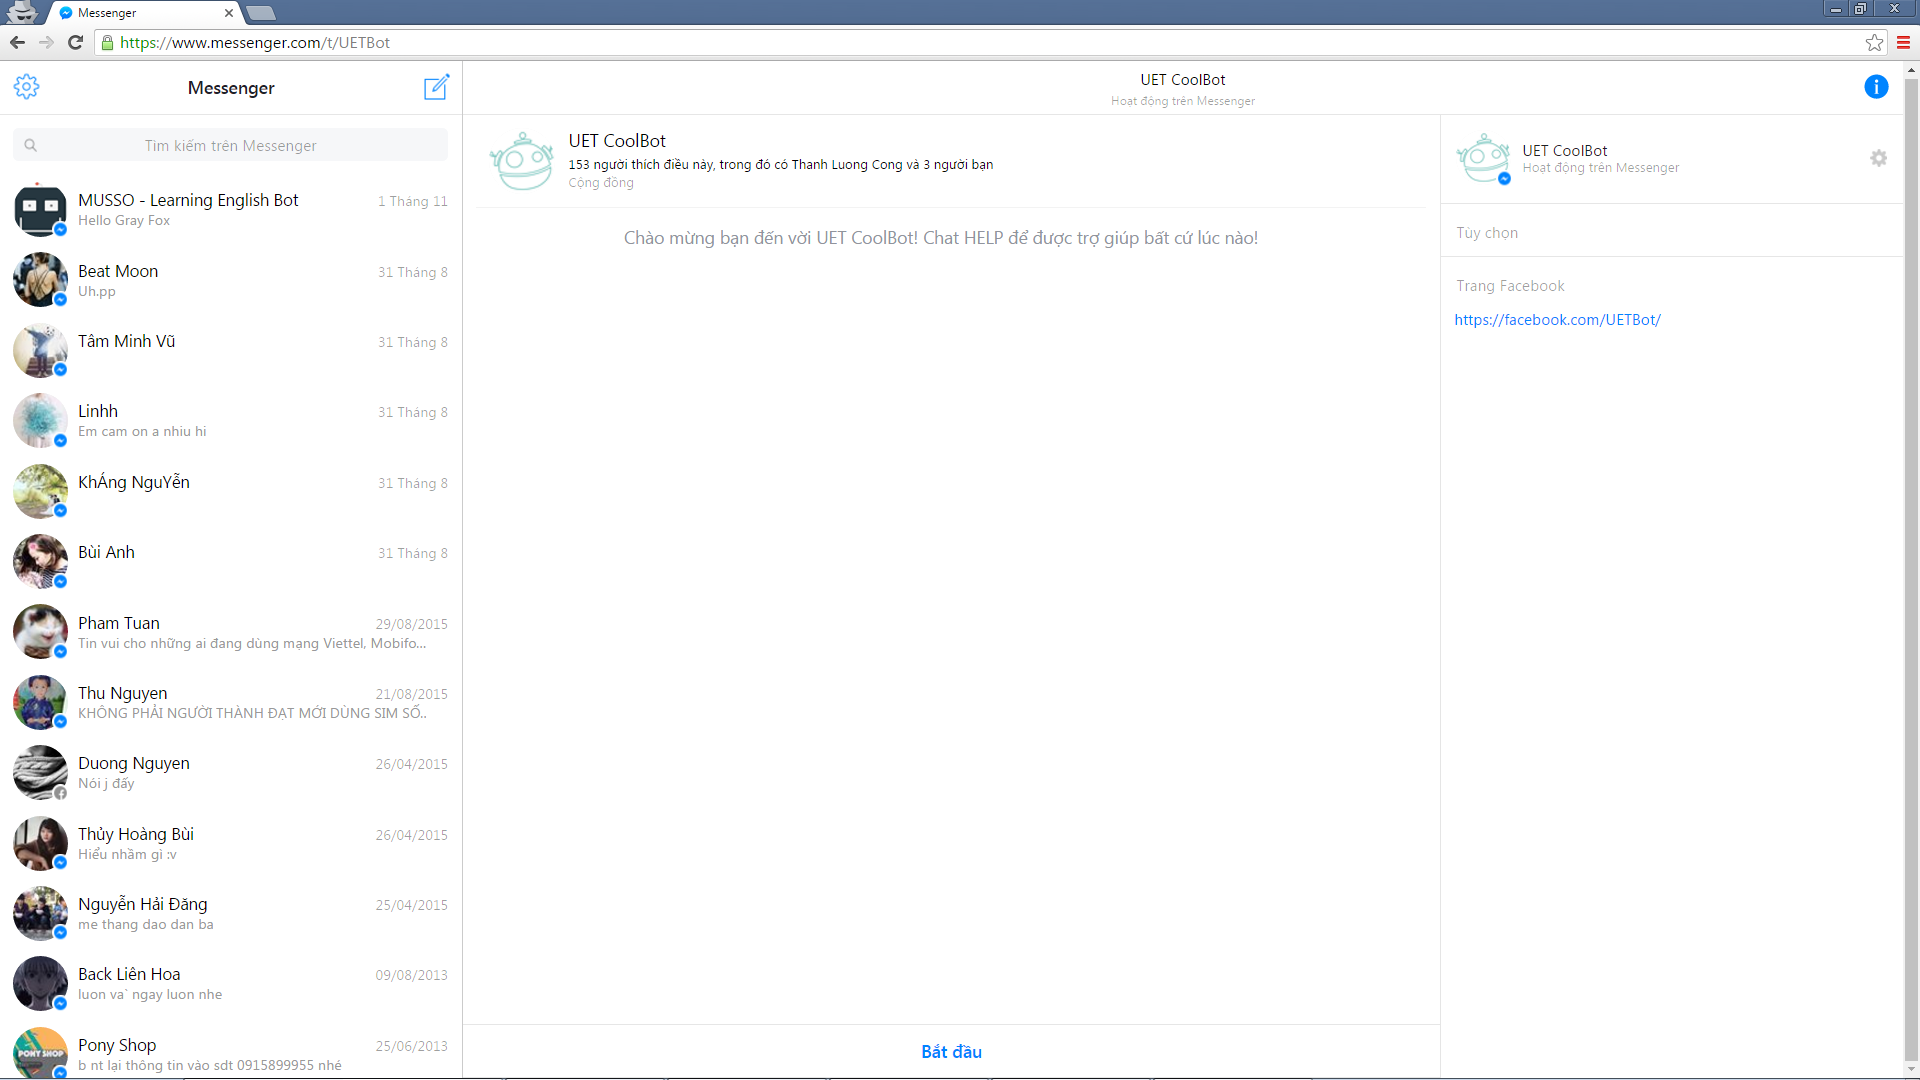 Messenger
https://www.messenger.com/t/UETBot
Messenger
Tìm kiếm trên Messenger
MUSSO - Learning English Bot
1 Tháng 11
Hello Gray Fox
Beat Moon
31 Tháng 8
Uh.pp
Tâm Minh Vũ
31 Tháng 8
Linhh
31 Tháng 8
Em cam on a nhiu hi
KhÁng NguYễn
31 Tháng 8
Bùi Anh
31 Tháng 8
Pham Tuan
29/08/2015
Tin vui cho những ai đang dùng mạng Viettel, Mobifo...
Thu Nguyen
21/08/2015
KHÔNG PHẢI NGƯỜI THÀNH ĐẠT MỚI DÙNG SIM SỐ..
Duong Nguyen
26/04/2015
Nói j đấy
Thủy Hoàng Bùi
26/04/2015
Hiểu nhầm gì :v
Nguyễn Hải Đăng
25/04/2015
me thang dao dan ba
Back Liên Hoa
09/08/2013
luon va` ngay luon nhe
PONY SHOP
Pony Shop
25/06/2013
b nt lại thông tin vào sdt 0915899955 nhé
UET CoolBot
Hoạt động trên Messenger
UET CoolBot
153 người thích điều này, trong đó có Thanh Luong Cong và 3 người bạn
Cộng đồng
Chào mừng bạn đến vời UET CoolBot! Chat HELP để được trợ giúp bất cứ lúc nào!
Bắt đầu
UET CoolBot
Hoạt động trên Messenger
Tùy chọn
Trang Facebook
https://facebook.com/UETBot/